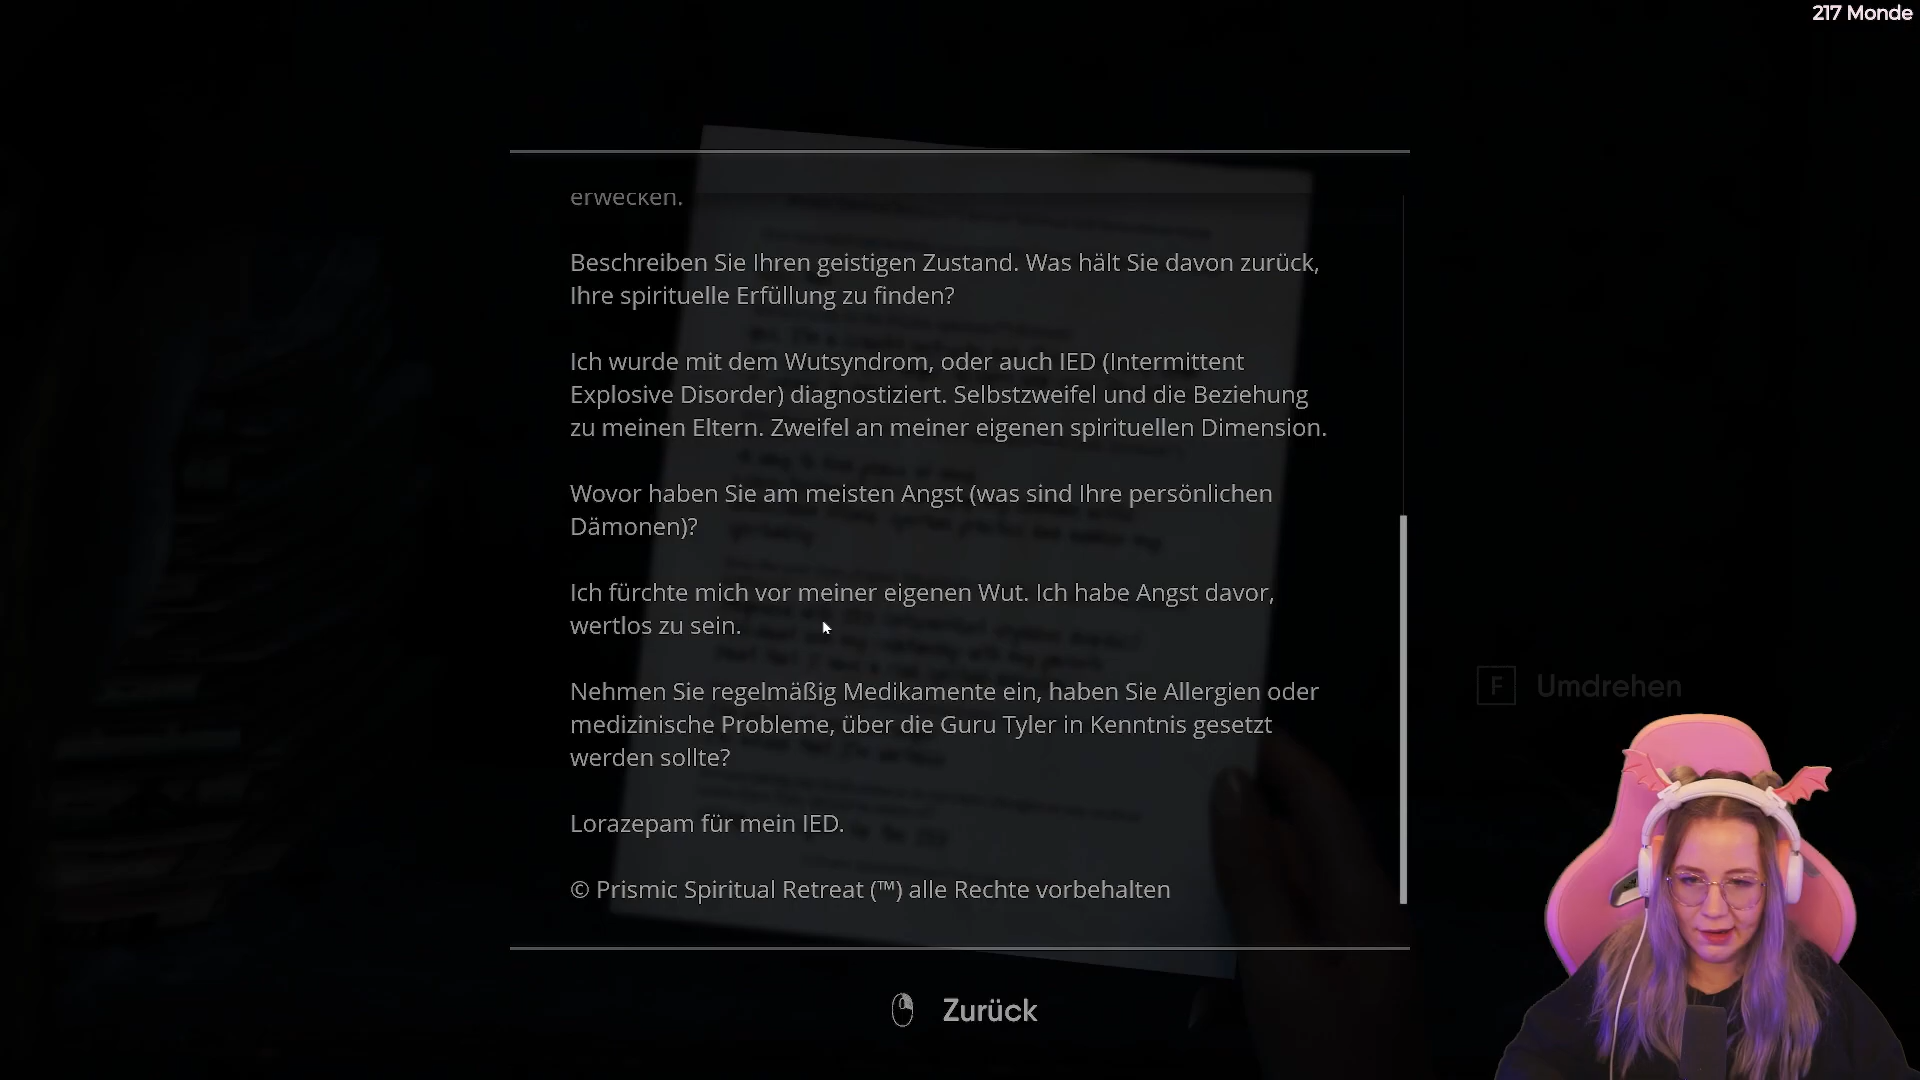 217 Monde
erwecken.
Beschreiben Sie Ihren geistigen Zustand. Was hält Sie davon zurück,
Ihre spirituelle Erfüllung zu finden?
Ich wurde mit dem Wutsyndrom, oder auch IED (Intermittent
Explosive Disorder) diagnostiziert. Selbstzweifel und die Beziehung
zu meinen Eltern. Zweifel an meiner eigenen spirituellen Dimension.
Wovor haben Sie am meisten Angst (was sind Ihre persönlichen
Dämonen)?
Ich fürchte mich vor meiner eigenen Wut. Ich habe Angst davor,
wertlos zu sein.
Nehmen Sie regelmäßig Medikamente ein, haben Sie Allergien oder
medizinische Probleme, über die Guru Tyler in Kenntnis gesetzt
werden sollte?
Lorazepam für mein IED.
© Prismic Spiritual Retreat (™) alle Rechte vorbehalten
F Umdrehen
Zurück